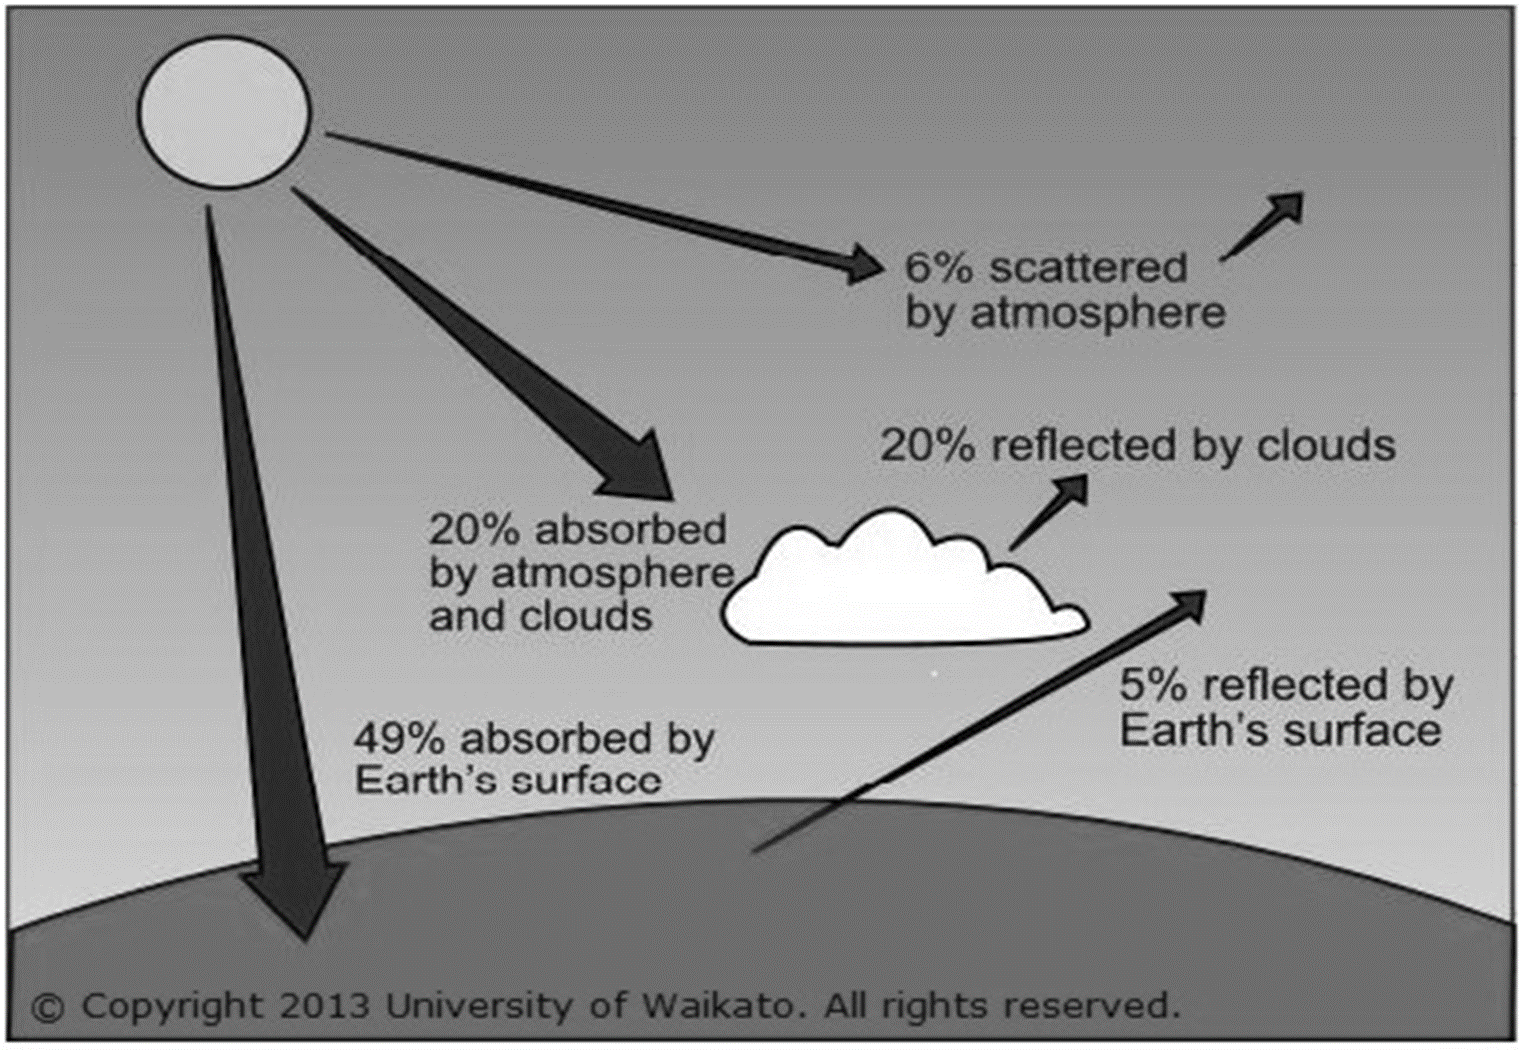 6% scattered
by atmosphere
20% reflected by clouds
20% absorbed
by atmosphere
and clouds
5% reflected by
Earth's surface
49% absorbed by
Earth's surface
© Copyright 2013 University of Waikato. All rights reserved.